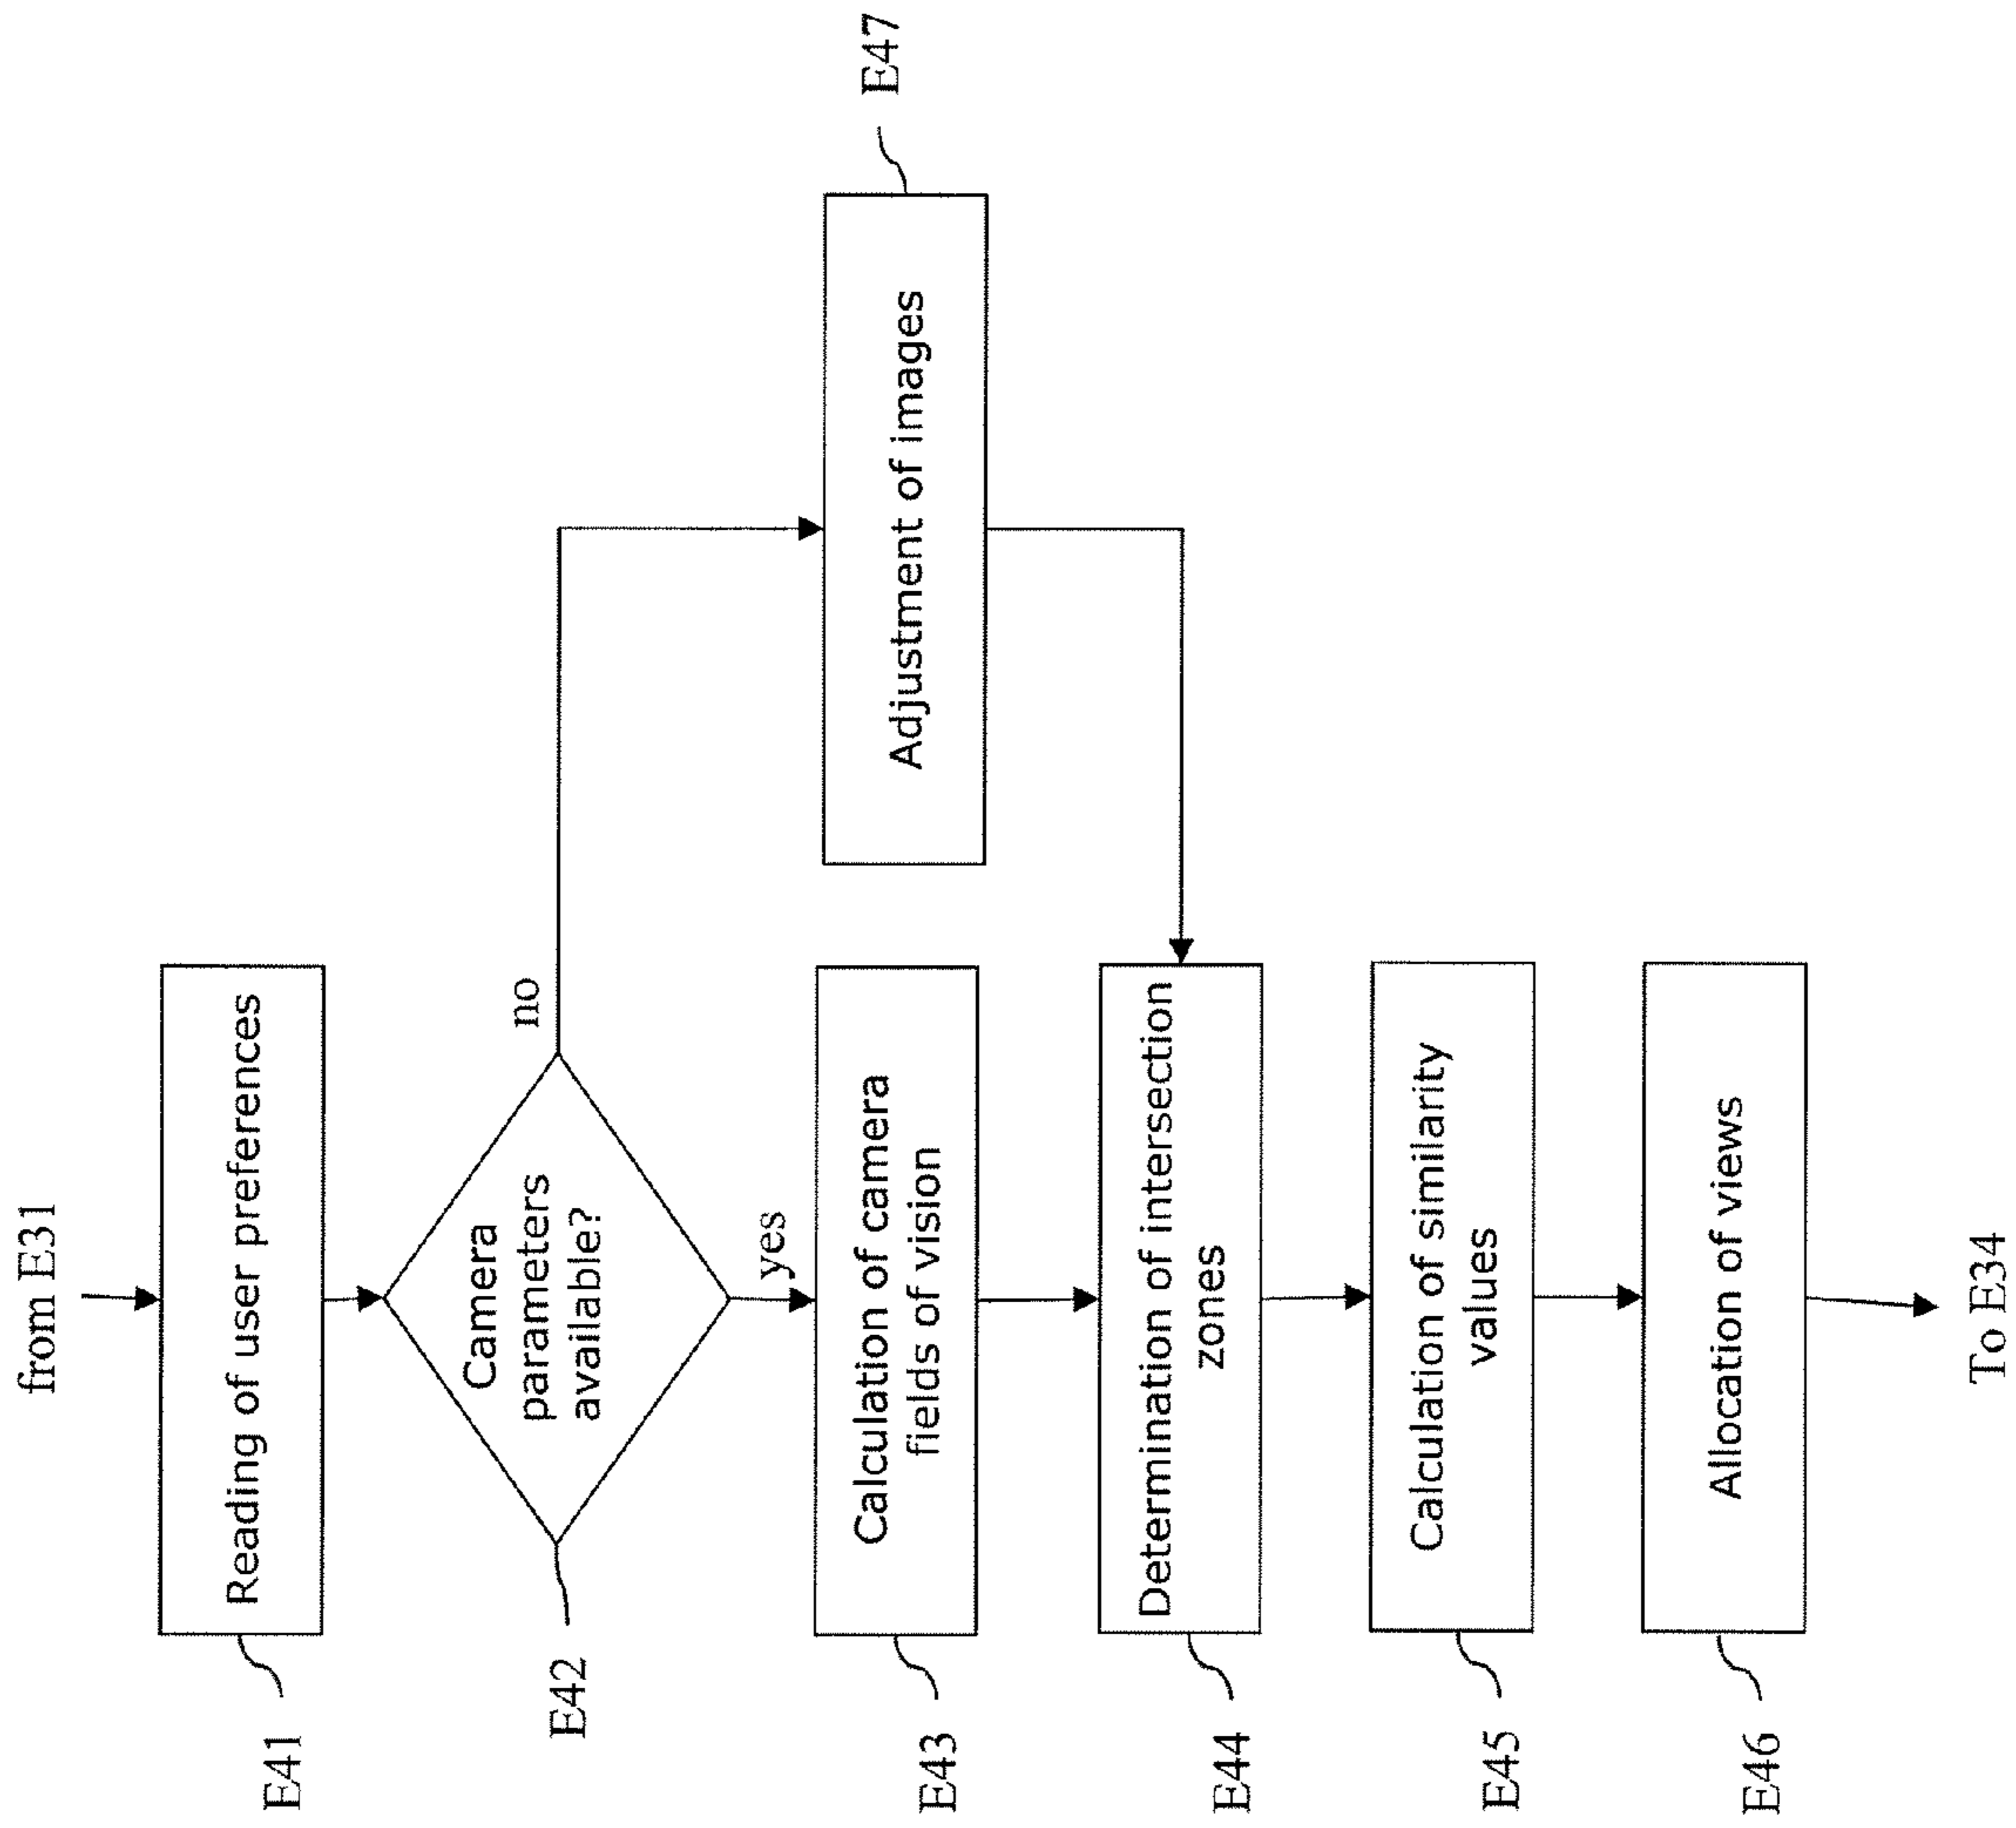 from E31
Reading of user preferences
E41
Camera
parameters
available?
no
yes
E42
Calculation of camera
fields of vision
E43
Adjustment of images
E47
Determination of intersection
zones
E44
Calculation of similarity
values
E45
Allocation of views
E46
To E34